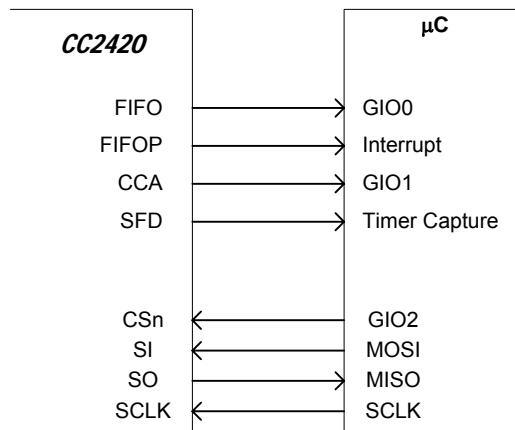 CC2420 μC
FIFO GIO0
FIFOP Interrupt
CCA GIO1
SFD Timer Capture
CSn GIO2
SI MOSI
SO MISO
SCLK SCLK